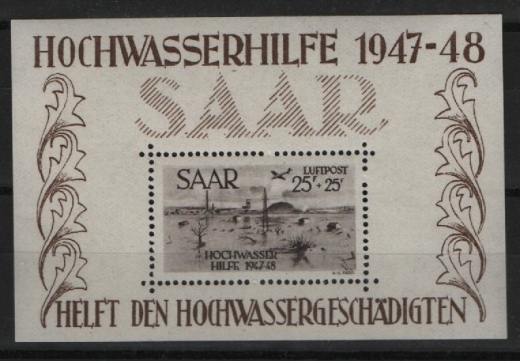 HOCHWASSERHILFE 1947-48
SAAR
SAAR
LUFTPOST
25F + 25F
HOCHWASSER
HILFE 1947-48
HELFT DEN HOCHWASSERGESCHÄDIGTEN